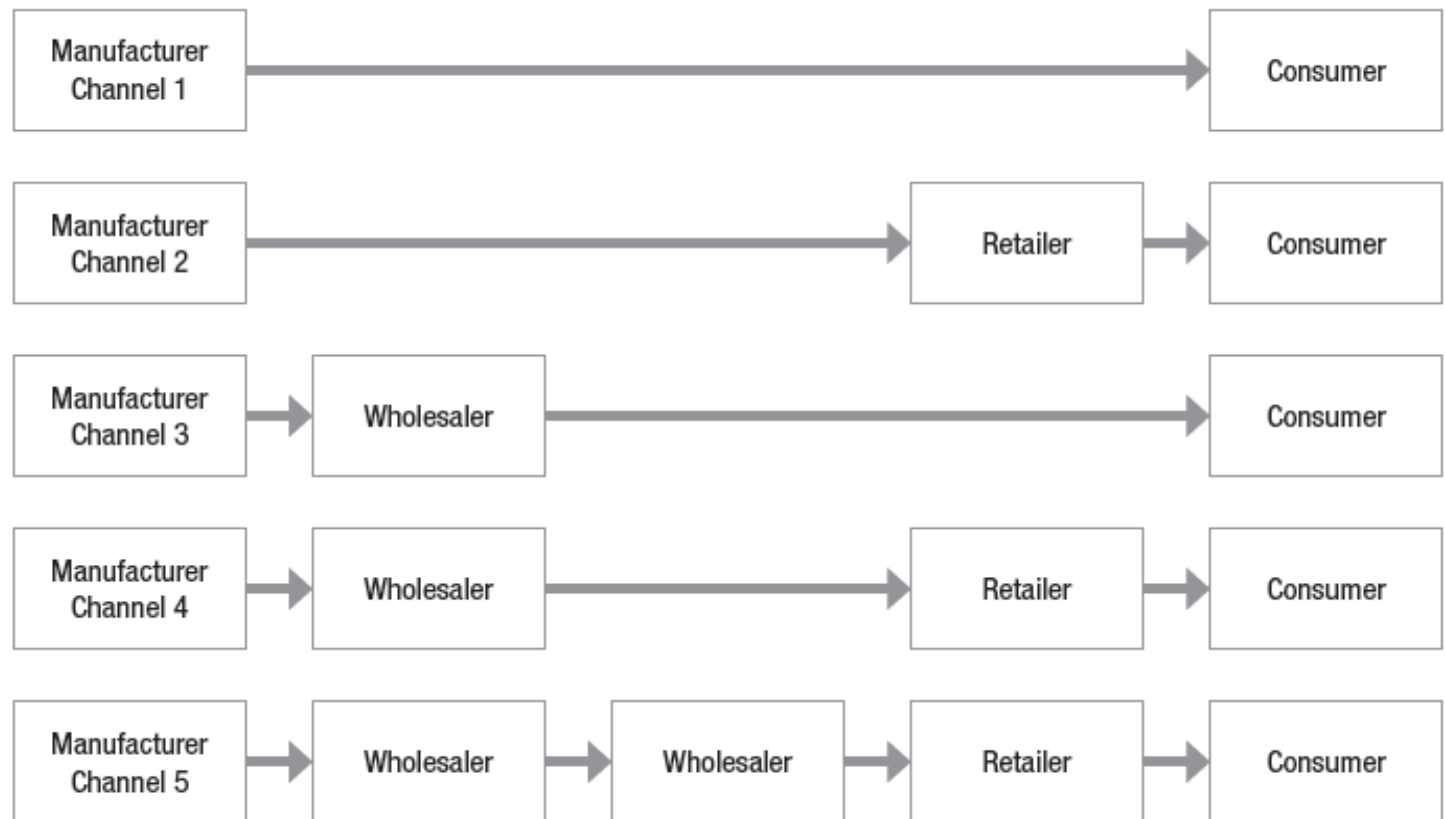 Manufacturer
Channel 1
Consumer
Manufacturer
Channel 2
Retailer
Consumer
Manufacturer
Channel 3
Wholesaler
Consumer
Manufacturer
Channel 4
Wholesaler
Retailer
Consumer
Manufacturer
Channel 5
Wholesaler
Wholesaler
Retailer
Consumer